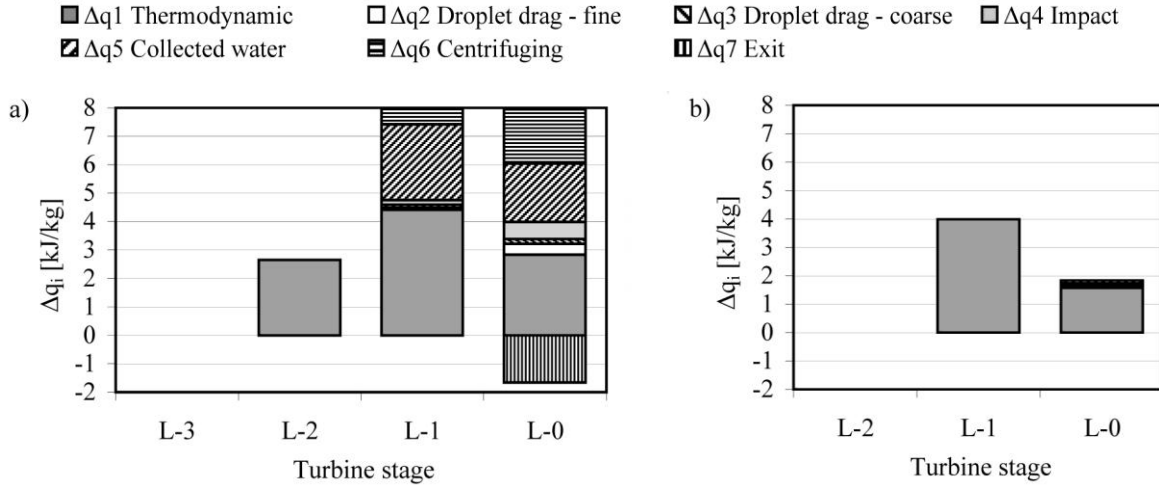 Δq1 Thermodynamic Δq2 Droplet drag - fine Δq3 Droplet drag - coarse Δq4 Impact
Δq5 Collected water Δq6 Centrifuging Δq7 Exit
a)
8
7
6
5
4
3
2
1
0
-1
-2
Δqi [kJ/kg]
L-3 L-2 L-1 L-0
Turbine stage
b)
8
7
6
5
4
3
2
1
0
-1
-2
Δqi [kJ/kg]
L-2 L-1 L-0
Turbine stage